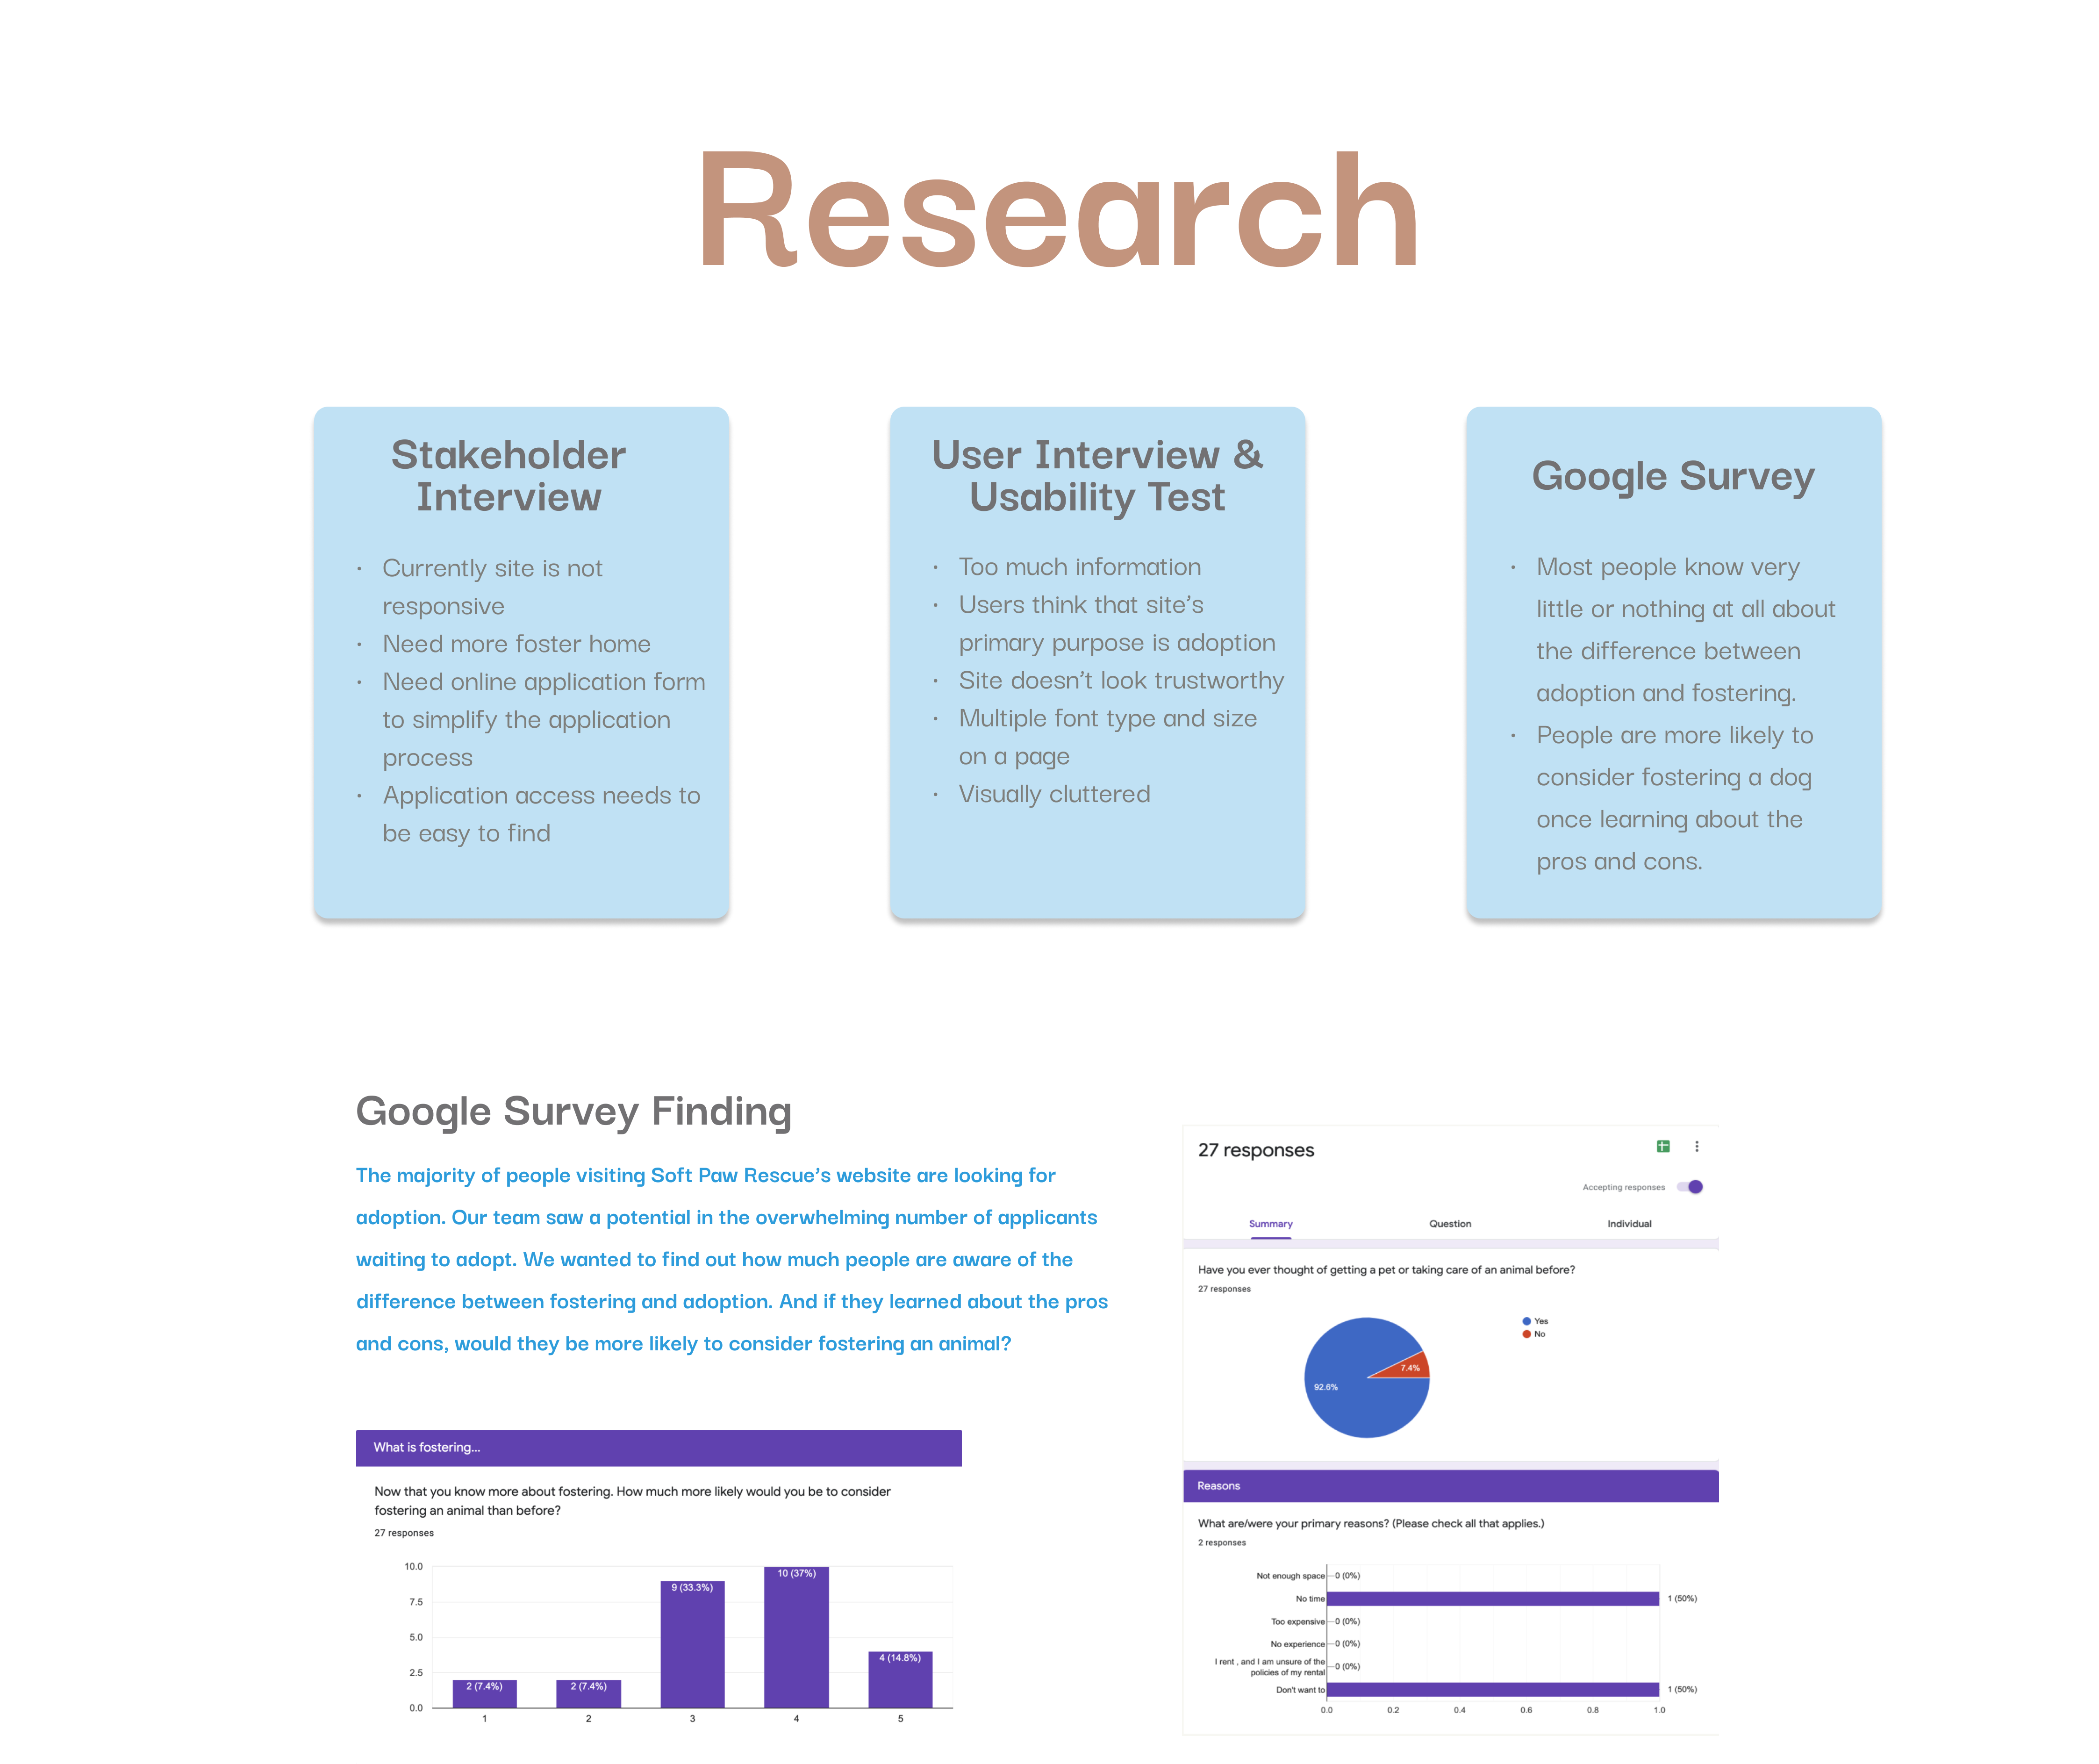 Research
Stakeholder
Interview
• Currently site is not
responsive
• Need more foster home
• Need online application form
to simplify the application
process
• Application access needs to
be easy to find
User Interview &
Usability Test
• Too much information
• Users think that site's
primary purpose is adoption
• Site doesn't look trustworthy
• Multiple font type and size
on a page
• Visually cluttered
Google Survey
• Most people know very
little or nothing at all about
the difference between
adoption and fostering.
• People are more likely to
consider fostering a dog
once learning about the
pros and cons.
Google Survey Finding
The majority of people visiting Soft Paw Rescue's website are looking for
adoption. Our team saw a potential in the overwhelming number of applicants
waiting to adopt. We wanted to find out how much people are aware of the
difference between fostering and adoption. And if they learned about the pros
and cons, would they be more likely to consider fostering an animal?
What is fostering...
Now that you know more about fostering. How much more likely would you be to consider
fostering an animal than before?
27 responses
10.0
7.5
5.0
2.5
0.0
2 (7.4%)
2 (7.4%)
9 (33.3%)
10 (37%)
4 (14.8%)
1 2 3 4 5
27 responses
Accepting responses
Summary Question Individual
Have you ever thought of getting a pet or taking care of an animal before?
27 responses
Yes
No
7.4%
92.6%
Reasons
What are/were your primary reasons? (Please check all that applies.)
2 responses
Not enough space 0 (0%)
No time 1 (50%)
Too expensive 0 (0%)
No experience 0 (0%)
I rent , and I am unsure of the
policies of my rental 0 (0%)
Don't want to 1 (50%)
0.0 0.2 0.4 0.6 0.8 1.0